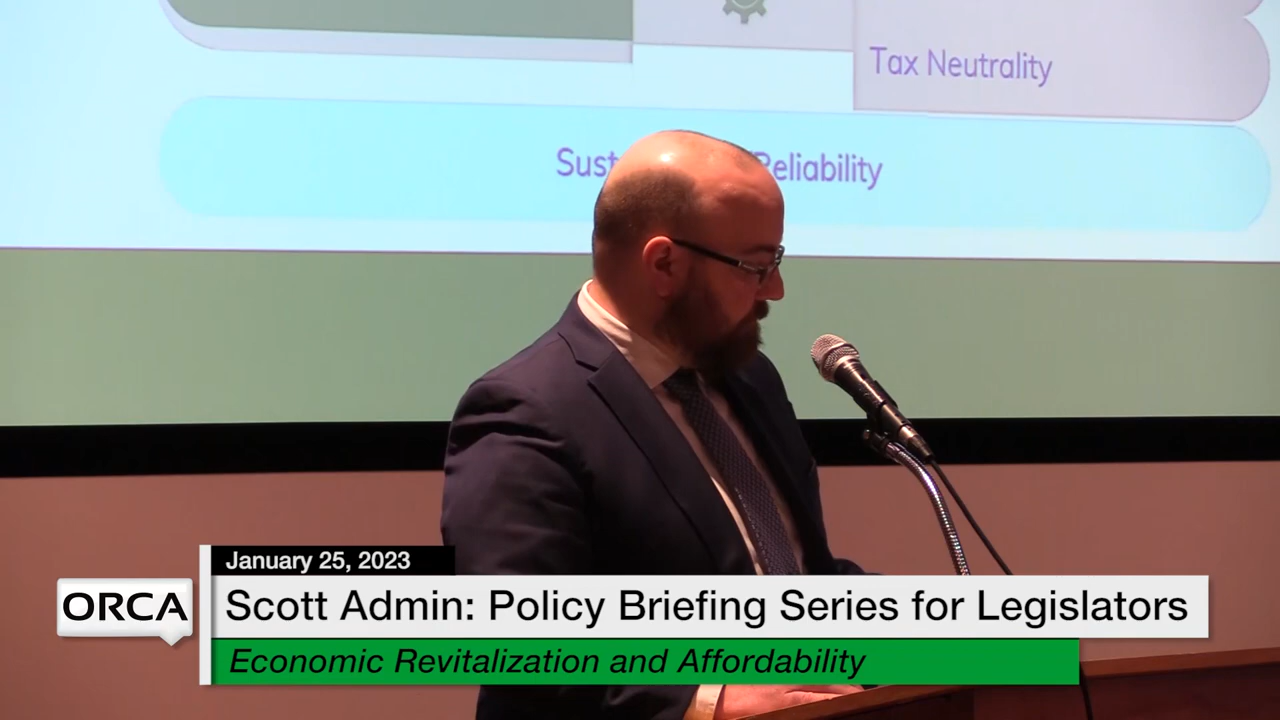 Tax Neutrality
Reliability
January 25, 2023
ORCA
Scott Admin: Policy Briefing Series for Legislators
Economic Revitalization and Affordability